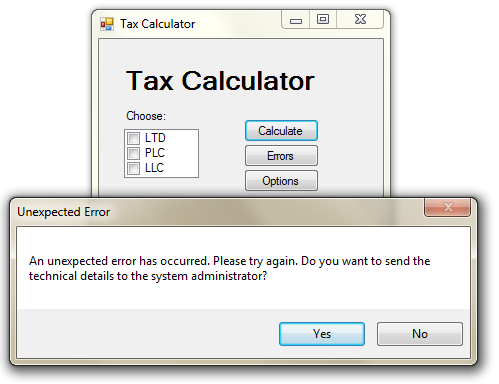 Tax Calculator
Tax Calculator
Choose:
LTD
PLC
LLC
Calculate
Errors
Options
Unexpected Error
An unexpected error has occurred. Please try again. Do you want to send the
technical details to the system administrator?
Yes
No